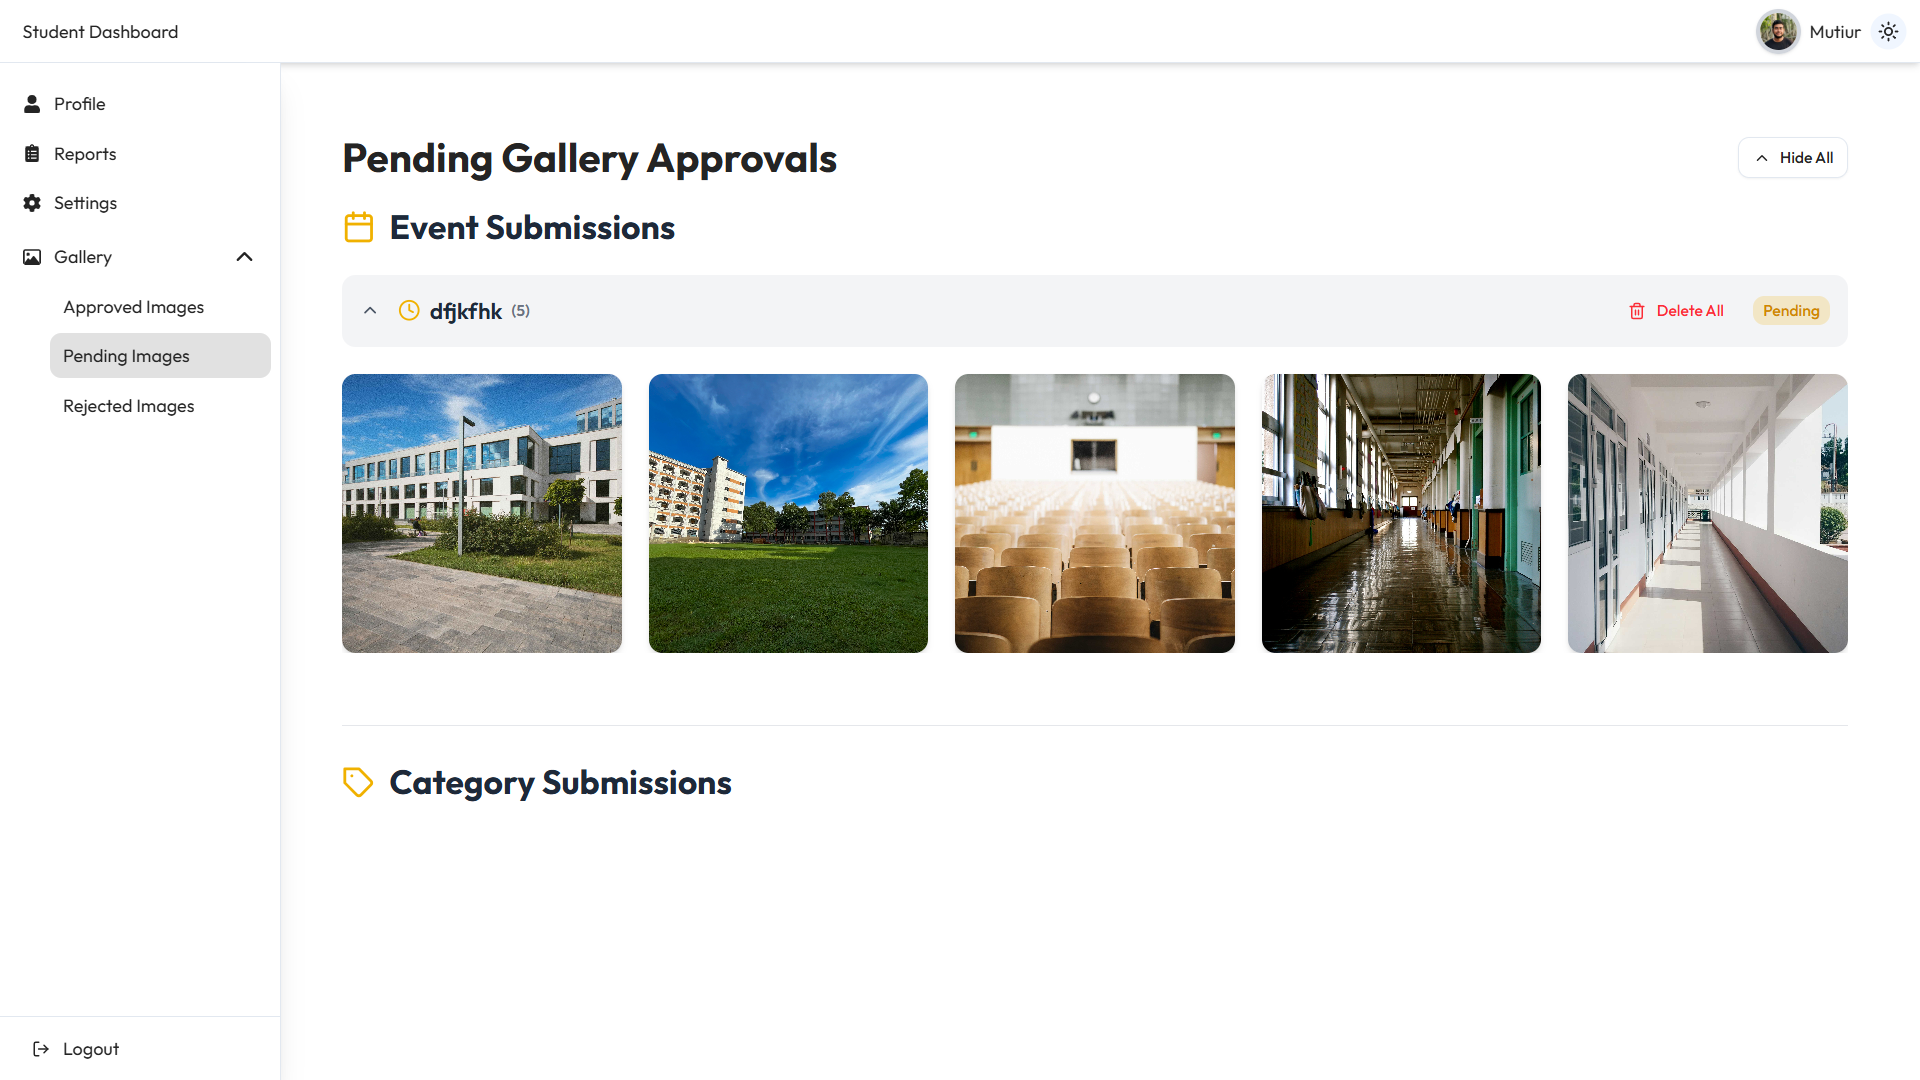 Student Dashboard
Mutiur
Profile
Reports
Settings
Gallery
Approved Images
Pending Images
Rejected Images
Logout
Pending Gallery Approvals
Hide All
Event Submissions
dfjkfhk (5)
Delete All
Pending
Category Submissions